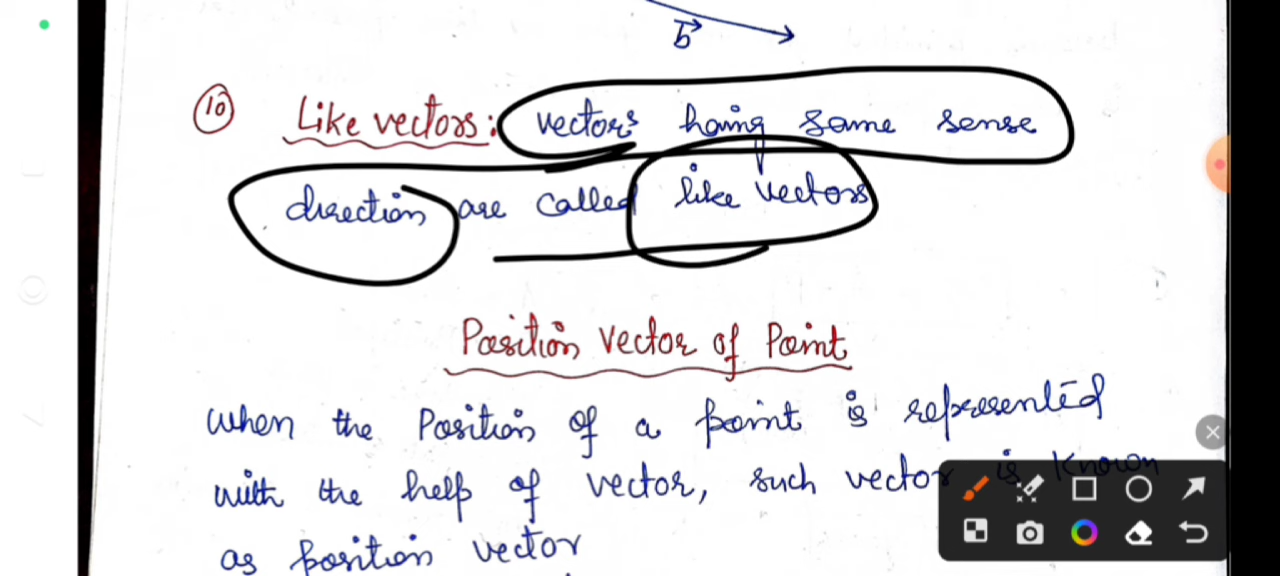 b
10 Like vectors: vectors having same sense
direction are called like vectors
Position vector of Point
when the Position of a point is represented
with the help of vector, such vector is known
as position vector